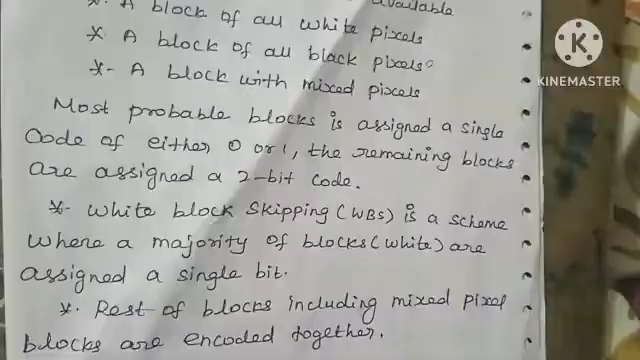 available
*. A block of all white pixels
* A block of all black pixels
*- A block with mixed pixels
Most probable blocks is assigned a single
Code of either 0 or 1, the remaining blocks
are assigned a 2-bit code.
*- White block Skipping (WBS) is a scheme
where a majority of blocks (white) are
assigned a single bit.
*. Rest of blocks including mixed pixel
blocks are encoded together.
KINEMASTER